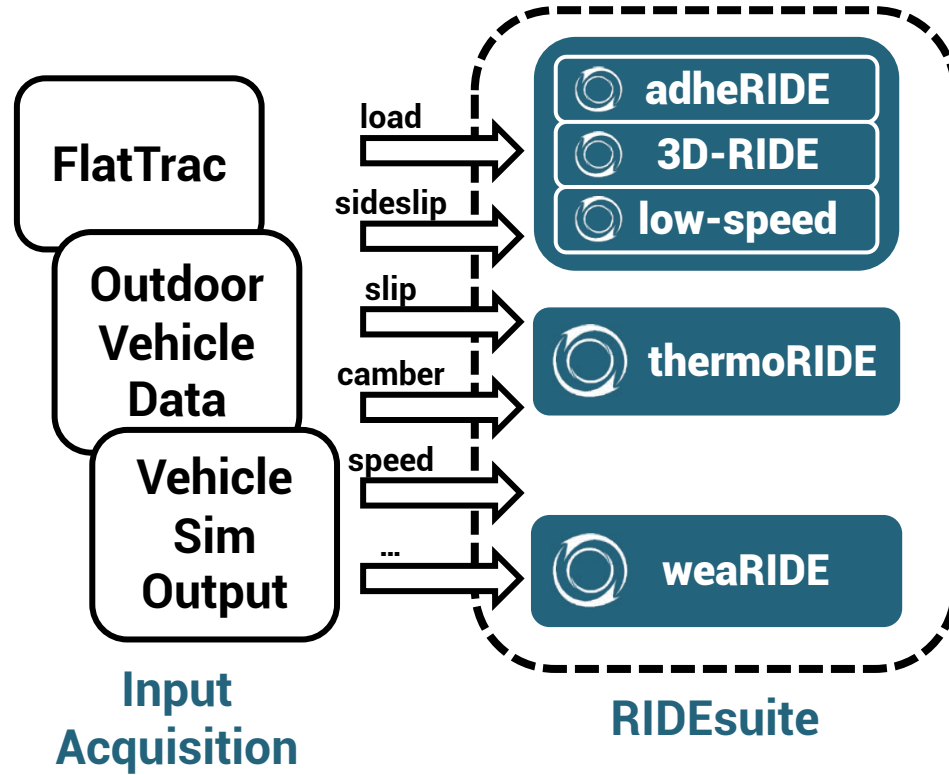 FlatTrac
Outdoor
Vehicle
Data
Vehicle
Sim
Output
Input
Acquisition
load
sideslip
slip
camber
speed
...
adheRIDE
3D-RIDE
low-speed
thermoRIDE
weaRIDE
RIDEsuite